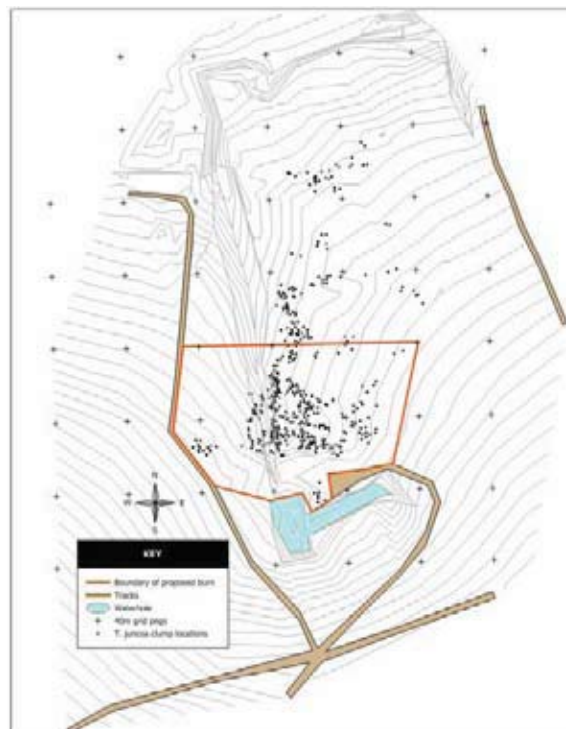 N
W E
S
KEY
Boundary of proposed burn
Tracks
Waterhole
40m grid pegs
T. juncea clump locations